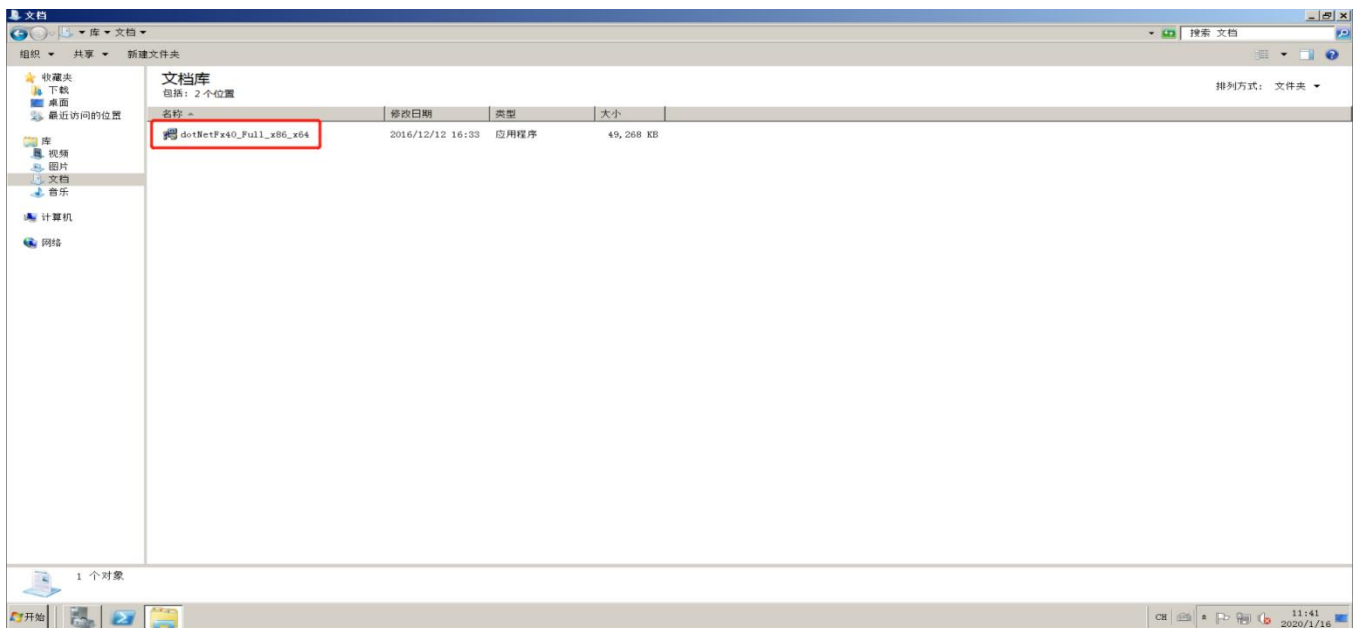 文档
库 文档
搜索 文档
组织 共享 新建文件夹
收藏夹
下载
桌面
最近访问的位置
库
视频
图片
文档
音乐
计算机
网络
文档库
包括: 2 个位置
排列方式: 文件夹
名称 修改日期 类型 大小
dotNetFx40_Full_x86_x64 2016/12/12 16:33 应用程序 49,268 KB
1 个对象
开始
CH
11:41
2020/1/16